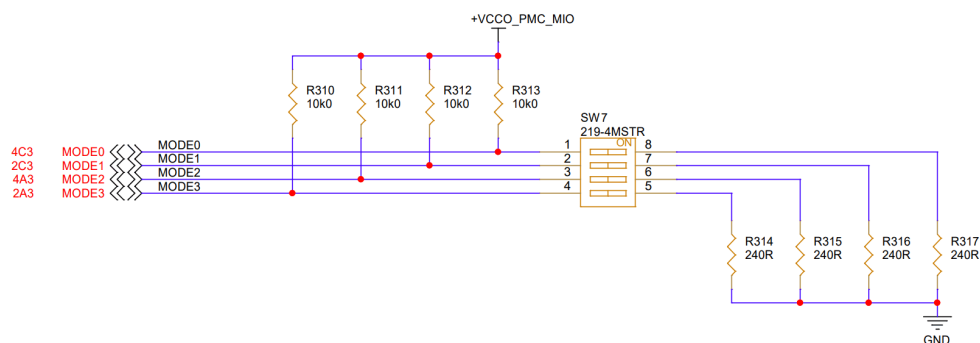 +VCCO_PMC_MIO
R310
10k0
R311
10k0
R312
10k0
R313
10k0
SW7
219-4MSTR
ON
4C3 MODE0 MODE0 1 8
2C3 MODE1 MODE1 2 7
4A3 MODE2 MODE2 3 6
2A3 MODE3 MODE3 4 5
R314
240R
R315
240R
R316
240R
R317
240R
GND